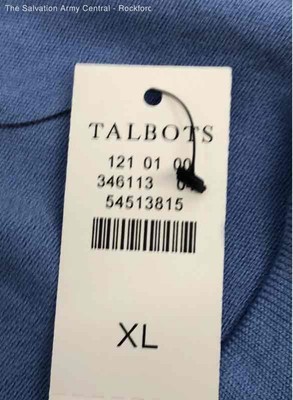 The Salvation Army Central - Rockforc
TALBOTS
121 01 00
346113
54513815
XL